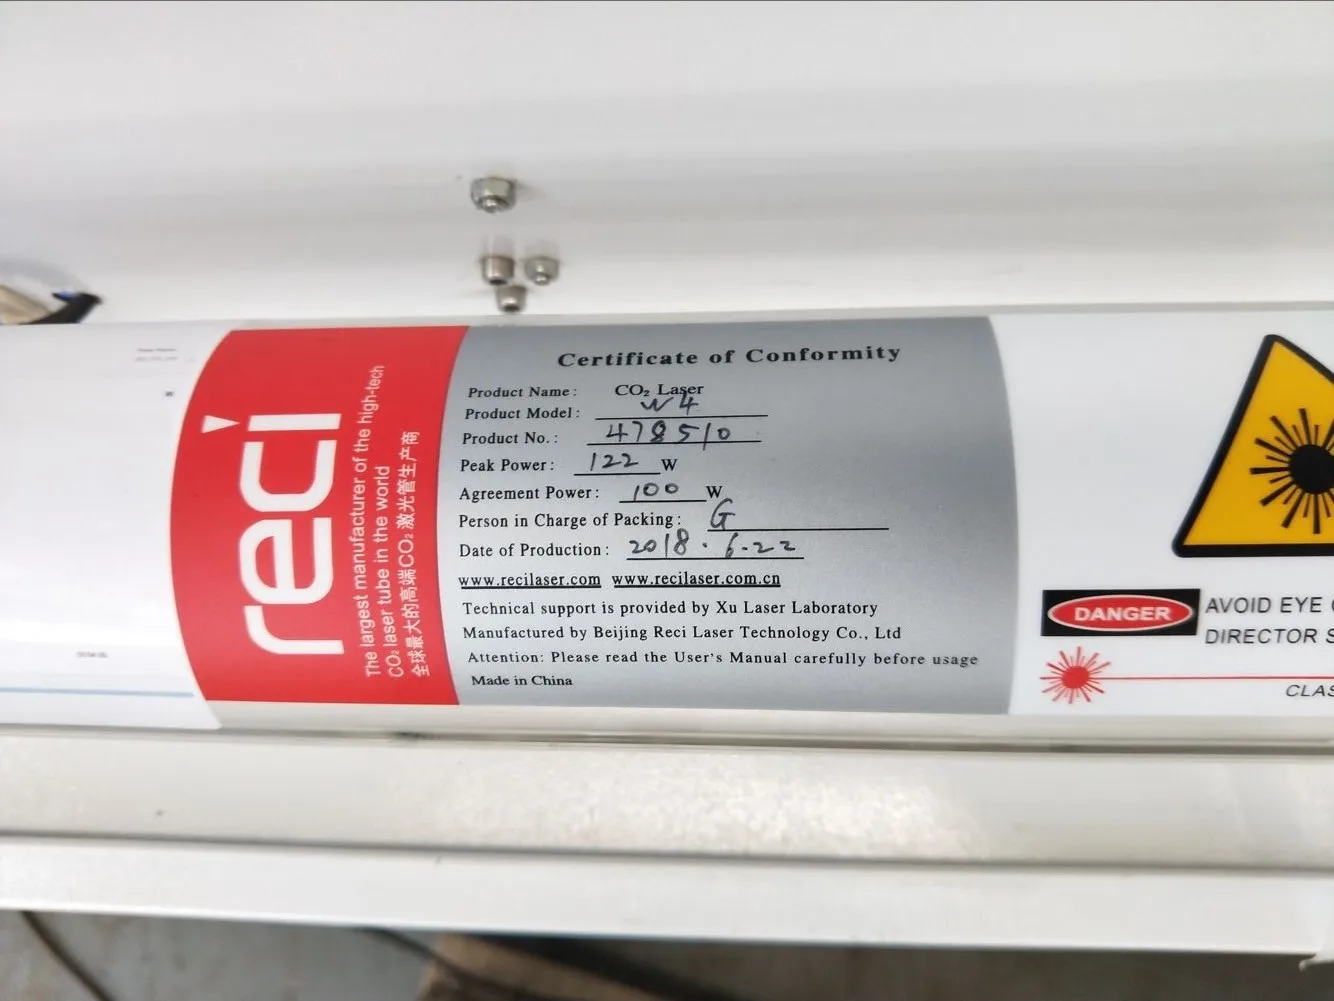 reci
The largest manufacturer of the high-tech
CO₂ laser tube in the world
全球最大的高端CO₂激光管生产商
Certificate of Conformity
Product Name: CO₂ Laser
Product Model: W4
Product No.: 478510
Peak Power: 122 W
Agreement Power: 100 W
Person in Charge of Packing: G
Date of Production: 2018.6.22
www.recilaser.com www.recilaser.com.cn
Technical support is provided by Xu Laser Laboratory
Manufactured by Beijing Reci Laser Technology Co., Ltd
Attention: Please read the User's Manual carefully before usage
Made in China
DANGER
AVOID EYE
DIRECTOR S
CLAS